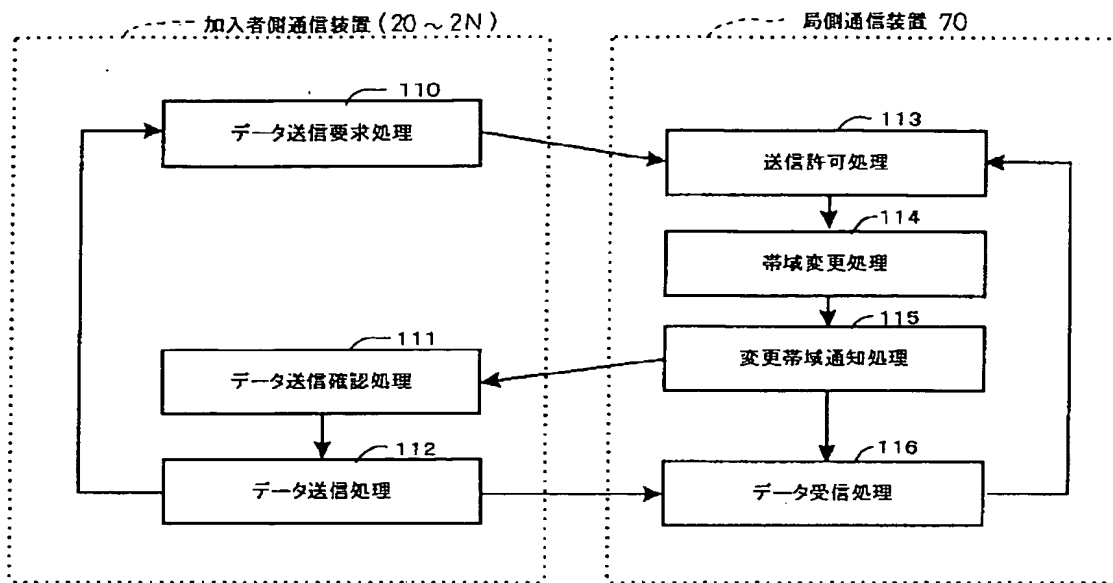 加入者側通信装置(20～2N)
110
データ送信要求処理
111
データ送信確認処理
112
データ送信処理
局側通信装置 70
113
送信許可処理
114
帯域変更処理
115
変更帯域通知処理
116
データ受信処理